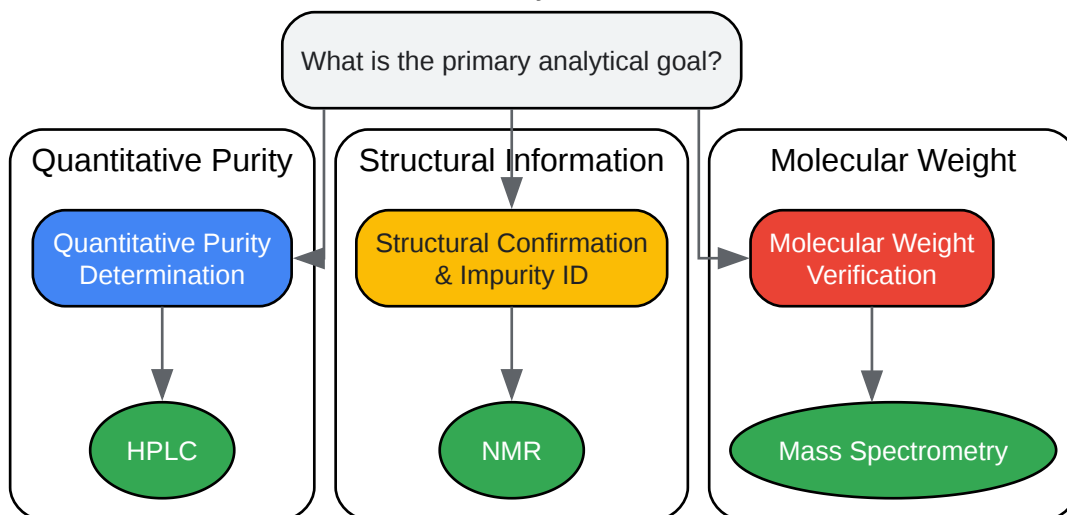 What is the primary analytical goal?
Quantitative Purity
Structural Information
Molecular Weight
Quantitative Purity
Determination
Structural Confirmation
& Impurity ID
Molecular Weight
Verification
HPLC
NMR
Mass Spectrometry